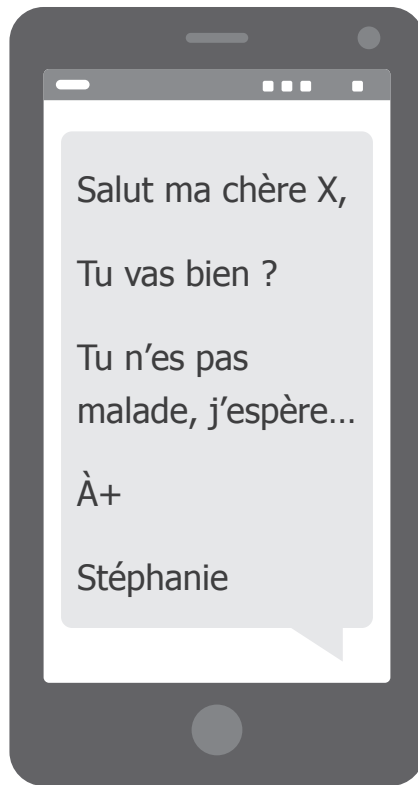 Salut ma chère X,
Tu vas bien ?
Tu n’es pas
malade, j’espère…
À+
Stéphanie